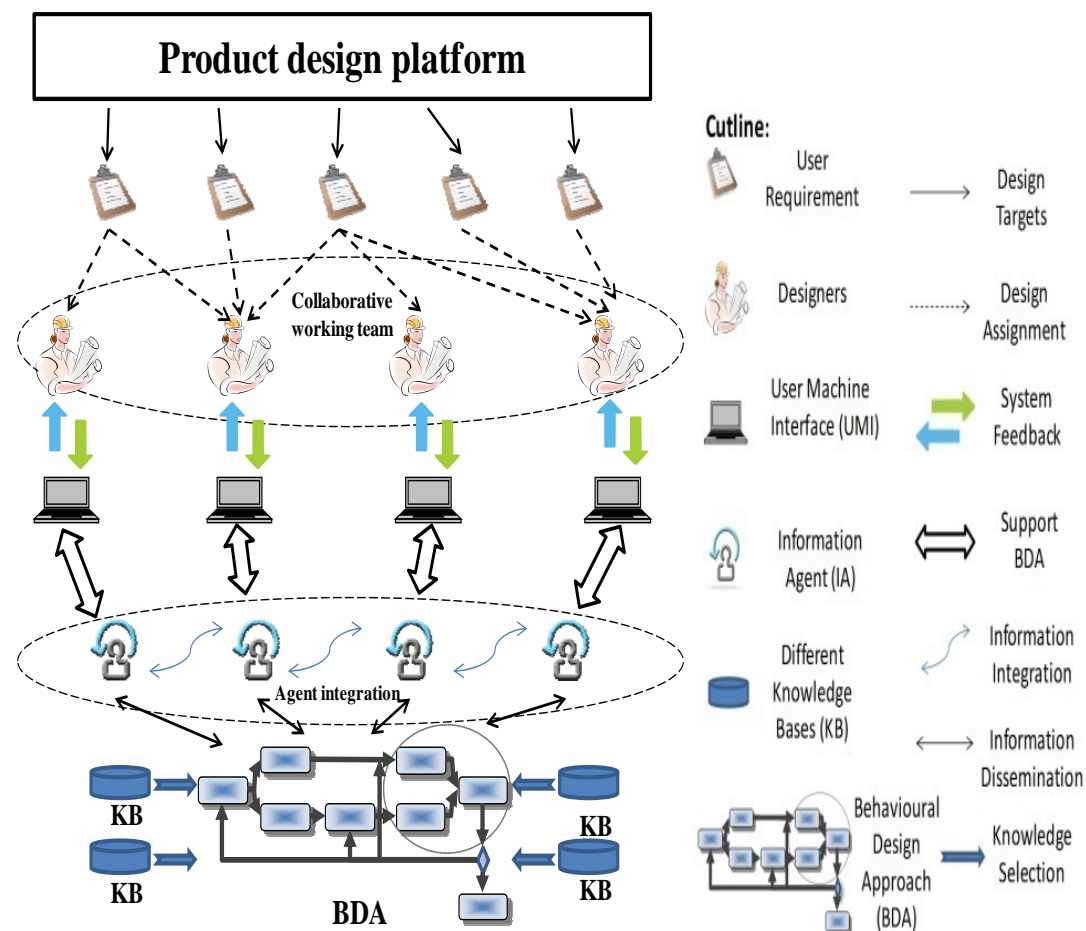 Product design platform
Collaborative
working team
Agent integration
KB
KB
KB
KB
BDA
Cutline:
User
Requirement
Design
Targets
Designers
Design
Assignment
User Machine
Interface (UMI)
System
Feedback
Information
Agent (IA)
Support
BDA
Different
Knowledge
Bases (KB)
Information
Integration
Information
Dissemination
Behavioural
Design
Approach
(BDA)
Knowledge
Selection